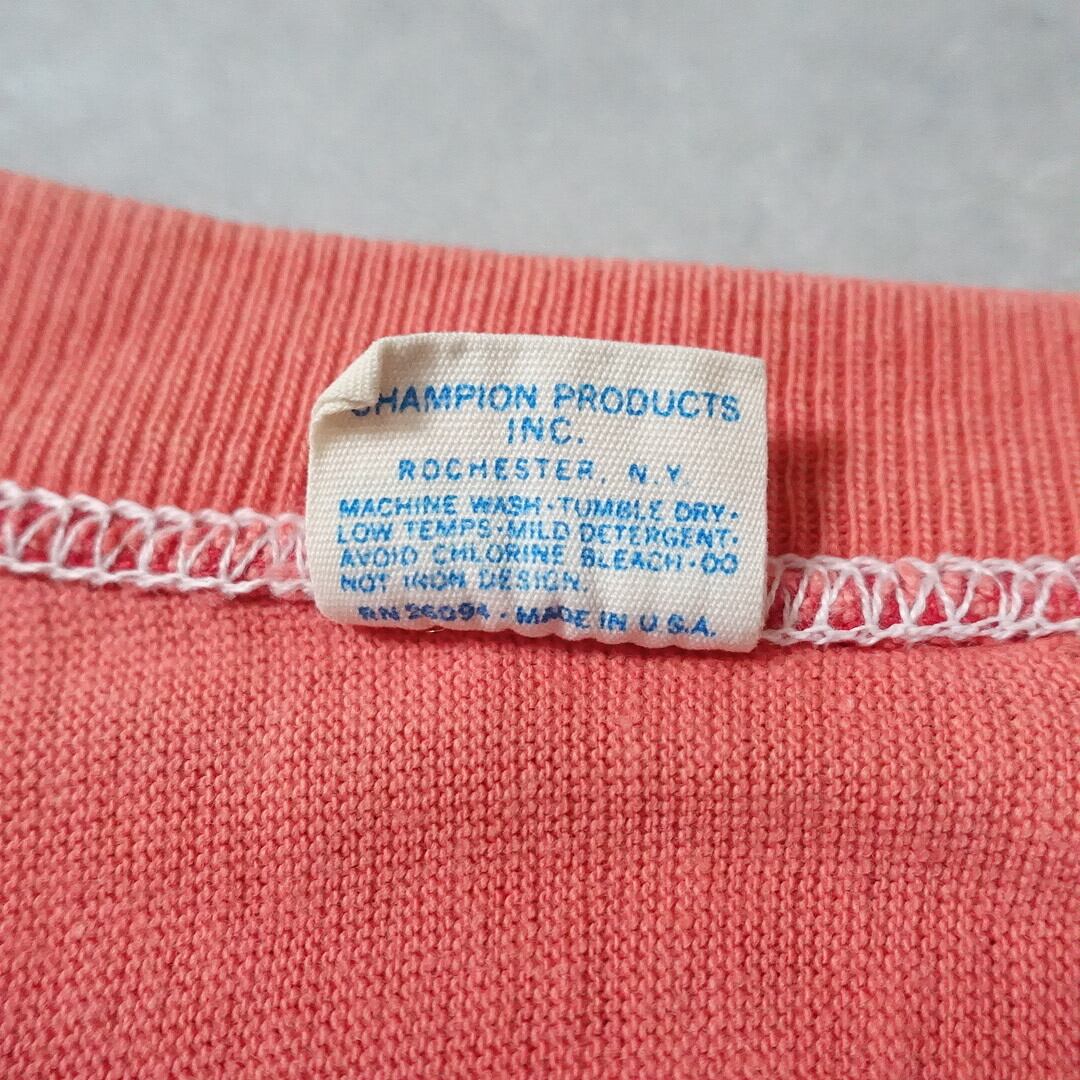 CHAMPION PRODUCTS
INC.
ROCHESTER, N.Y.
MACHINE WASH·TUMBLE DRY·
LOW TEMPS·MILD DETERGENT·
AVOID CHLORINE BLEACH·DO
NOT IRON DESIGN.
RN 26094 · MADE IN U.S.A.